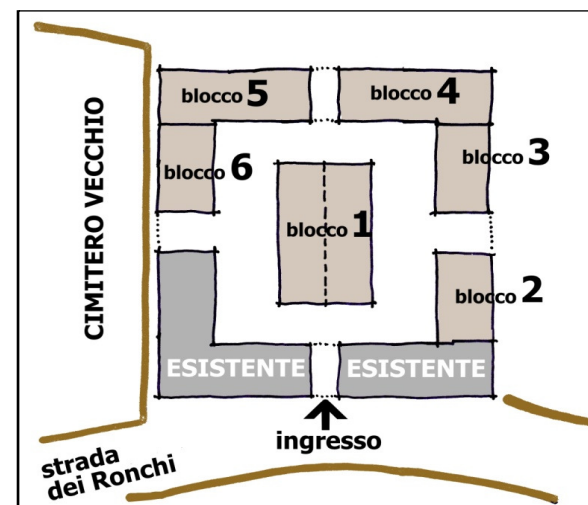 blocco 5
blocco 4
blocco 3
blocco 6
CIMITERO VECCHIO
blocco 1
blocco 2
ESISTENTE
ESISTENTE
ingresso
strada
dei Ronchi